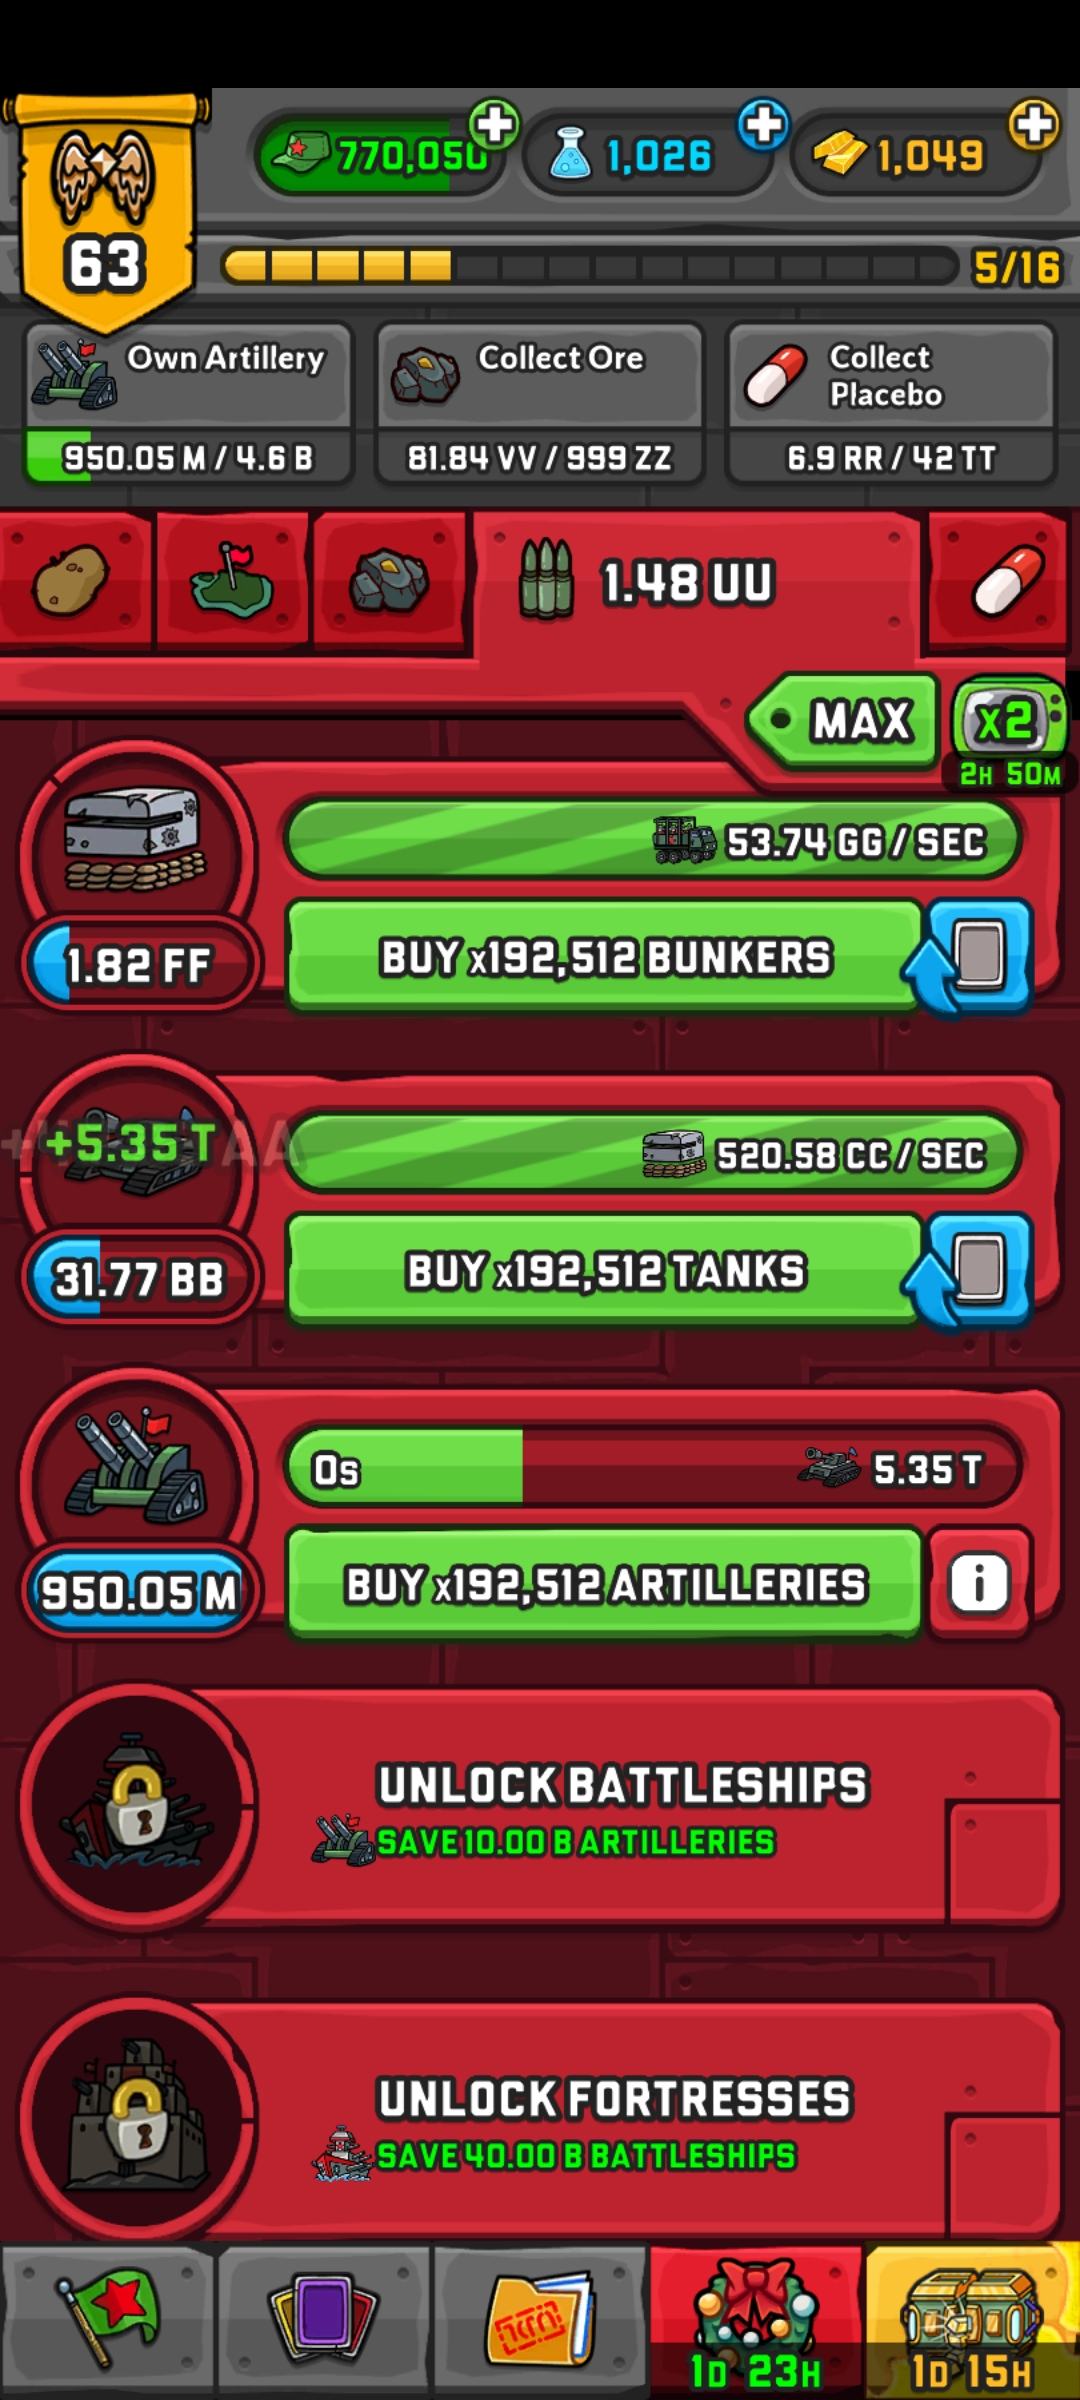 770,050
1,026
1,049
63
5/16
Own Artillery
950.05 M / 4.6 B
Collect Ore
81.84 VV / 999 ZZ
Collect
Placebo
6.9 RR / 42 TT
1.48 UU
MAX
x2
2H 50M
53.74 GG / SEC
1.82 FF
BUY x192,512 BUNKERS
+5.35 T
520.58 CC / SEC
31.77 BB
BUY x192,512 TANKS
0s
5.35 T
950.05 M
BUY x192,512 ARTILLERIES
i
UNLOCK BATTLESHIPS
SAVE 10.00 B ARTILLERIES
UNLOCK FORTRESSES
SAVE 40.00 B BATTLESHIPS
1D 23H
1D 15H